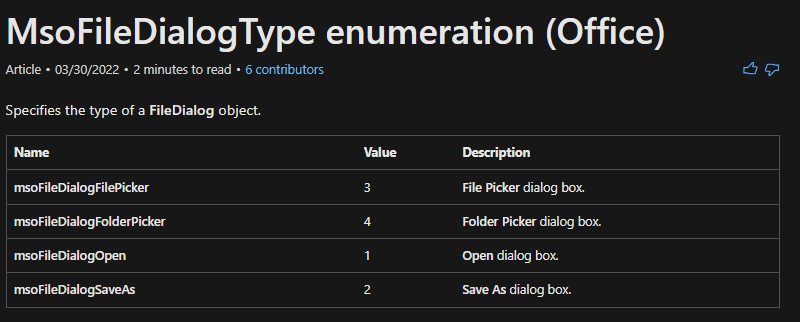 MsoFileDialogType enumeration (Office)
Article • 03/30/2022 • 2 minutes to read • 6 contributors
Specifies the type of a FileDialog object.
Name Value Description
msoFileDialogFilePicker 3 File Picker dialog box.
msoFileDialogFolderPicker 4 Folder Picker dialog box.
msoFileDialogOpen 1 Open dialog box.
msoFileDialogSaveAs 2 Save As dialog box.